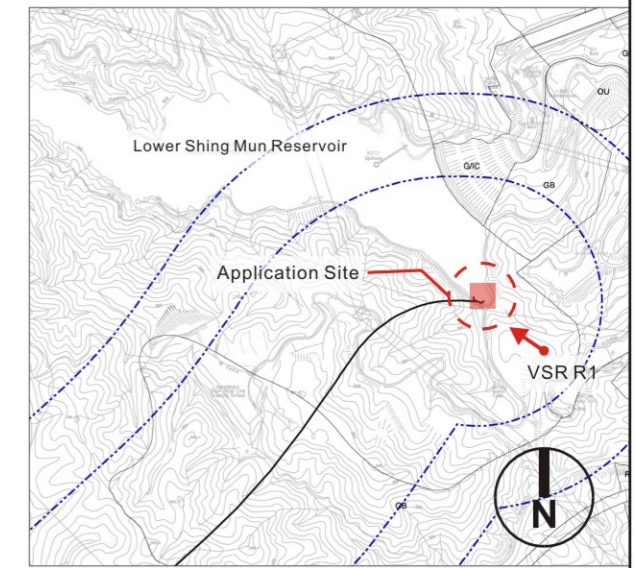 OU
Lower Shing Mun Reservoir
G/IC
GB
Application Site
VSR R1
GB
N